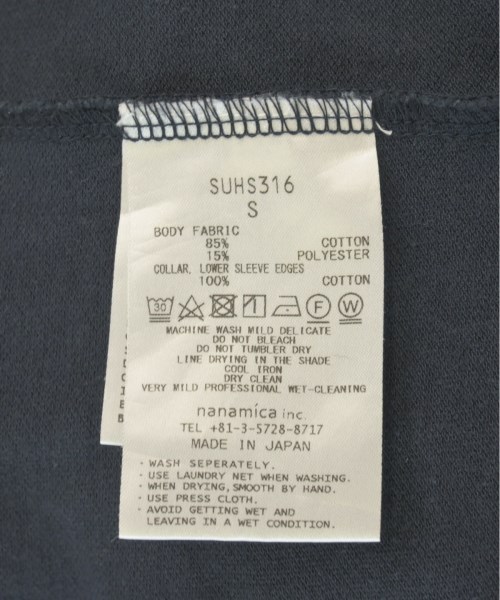 SUHS316
S
BODY FABRIC
85% COTTON
15% POLYESTER
COLLAR, LOWER SLEEVE EDGES
100% COTTON
30 F W
MACHINE WASH MILD DELICATE
DO NOT BLEACH
DO NOT TUMBLER DRY
LINE DRYING IN THE SHADE
COOL IRON
DRY CLEAN
VERY MILD PROFESSIONAL WET-CLEANING
nanamica inc.
TEL +81-3-5728-8717
MADE IN JAPAN
・WASH SEPERATELY.
・USE LAUNDRY NET WHEN WASHING.
・WHEN DRYING, SMOOTH BY HAND.
・USE PRESS CLOTH.
・AVOID GETTING WET AND
LEAVING IN A WET CONDITION.